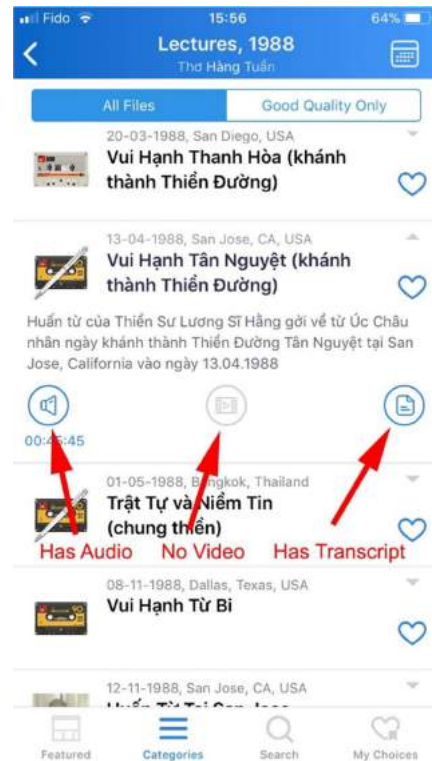 Fido 15:56 64%
Lectures, 1988
Thơ Hàng Tuần
All Files Good Quality Only
20-03-1988, San Diego, USA
Vui Hạnh Thanh Hòa (khánh
thành Thiền Đường)
13-04-1988, San Jose, CA, USA
Vui Hạnh Tân Nguyệt (khánh
thành Thiền Đường)
Huấn từ của Thiền Sư Lương Sĩ Hằng gởi về từ Úc Châu
nhân ngày khánh thành Thiền Đường Tân Nguyệt tại San
Jose, California vào ngày 13.04.1988
00:45:45
01-05-1988, Bangkok, Thailand
Trật Tự và Niềm Tin
(chung thiền)
Has Audio No Video Has Transcript
08-11-1988, Dallas, Texas, USA
Vui Hạnh Từ Bi
12-11-1988, San Jose, CA, USA
Huấn Từ Tại San Jose
Featured Categories Search My Choices